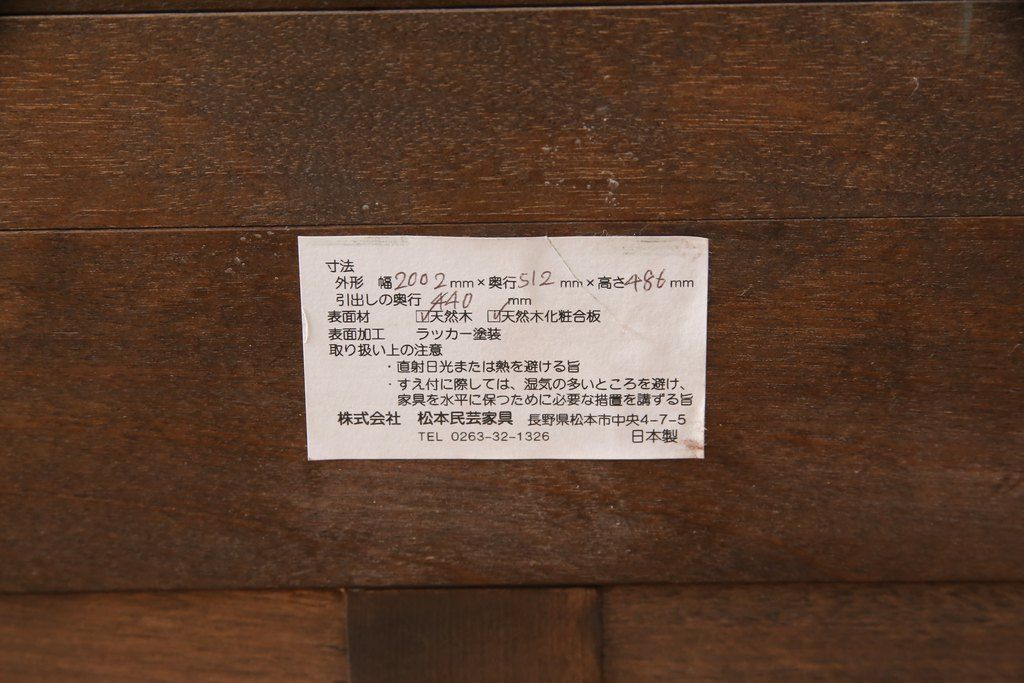 寸法
外形 幅2002mm×奥行512mm×高さ486mm
引出しの奥行 440 mm
表面材 ☑天然木 ☑天然木化粧合板
表面加工 ラッカー塗装
取り扱い上の注意
・直射日光または熱を避ける旨
・すえ付に際しては、湿気の多いところを避け、
家具を水平に保つために必要な措置を講ずる旨
株式会社 松本民芸家具 長野県松本市中央4-7-5
TEL 0263-32-1326 日本製